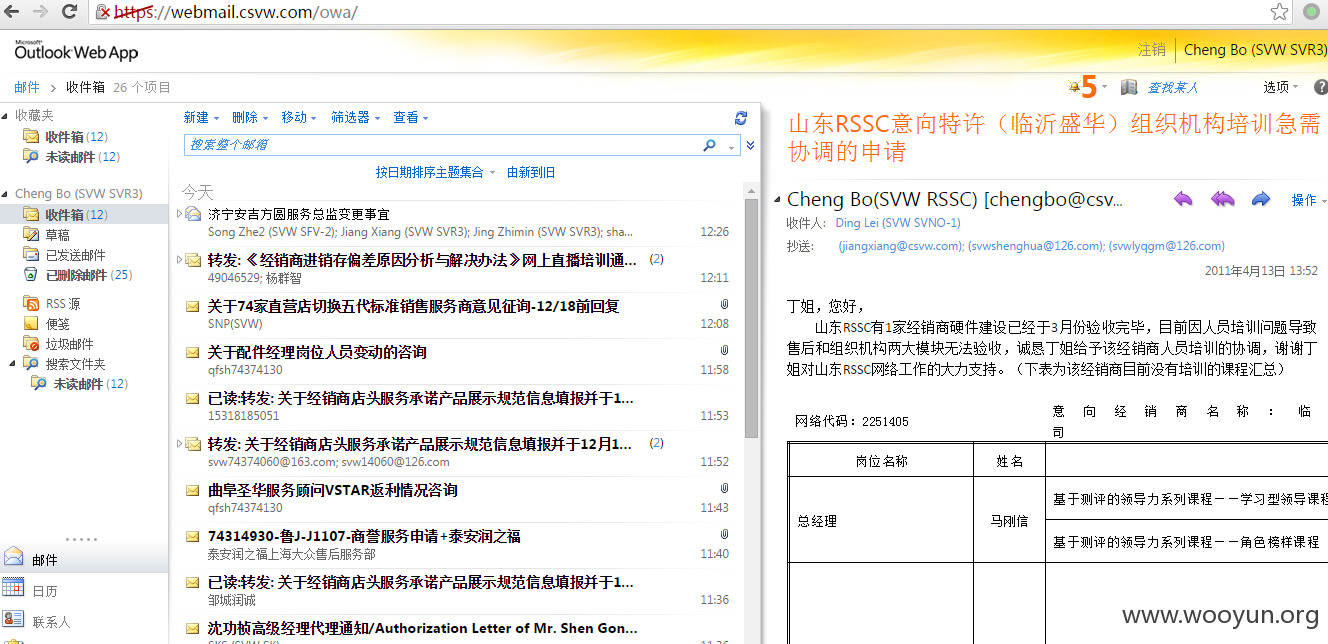 https://webmail.csvw.com/owa/
Microsoft®
Outlook Web App
注销 Cheng Bo (SVW SVR3)
邮件 > 收件箱 26 个项目
5 查找某人 选项
收藏夹
收件箱 (12)
未读邮件 (12)
Cheng Bo (SVW SVR3)
收件箱 (12)
草稿
已发送邮件
已删除邮件 (25)
RSS 源
便笺
垃圾邮件
搜索文件夹
未读邮件 (12)
邮件
日历
联系人
新建 删除 移动 筛选器 查看
搜索整个邮箱
按日期排序主题集合 由新到旧
今天
济宁安吉方圆服务总监变更事宜
Song Zhe2 (SVW SFV-2); Jiang Xiang (SVW SVR3); Jing Zhimin (SVW SVR3); sha... 12:26
转发: 《经销商进销存偏差原因分析与解决办法》网上直播培训通... (2)
49046529; 杨群智 12:11
关于74家直营店切换五代标准销售服务商意见征询-12/18前回复
SNP(SVW) 12:08
关于配件经理岗位人员变动的咨询
qfsh74374130 11:58
已读:转发: 关于经销商店头服务承诺产品展示规范信息填报并于1...
15318185051 11:53
转发: 关于经销商店头服务承诺产品展示规范信息填报并于12月1... (2)
svw74374060@163.com; svw14060@126.com 11:52
曲阜圣华服务顾问VSTAR返利情况咨询
qfsh74374130 11:43
74314930-鲁J-J1107-商誉服务申请+泰安润之福
泰安润之福上海大众售后服务部 11:40
已读:转发: 关于经销商店头服务承诺产品展示规范信息填报并于1...
邹城润诚 11:36
沈功桢高级经理代理通知/Authorization Letter of Mr. Shen Gon...
山东RSSC意向特许（临沂盛华）组织机构培训急需
协调的申请
Cheng Bo(SVW RSSC) [chengbo@csv...
操作
收件人: Ding Lei (SVW SVNO-1)
抄送: (jiangxiang@csvw.com); (svwshenghua@126.com); (svwlyqgm@126.com)
2011年4月13日 13:52
丁姐，您好，
山东RSSC有1家经销商硬件建设已经于3月份验收完毕，目前因人员培训问题导致
售后和组织机构两大模块无法验收，诚恳丁姐给予该经销商人员培训的协调，谢谢丁
姐对山东RSSC网络工作的大力支持。（下表为该经销商目前没有培训的课程汇总）
网络代码：2251405
意 向 经 销 商 名 称 ： 临
司
岗位名称 姓名
总经理 马刚信
基于测评的领导力系列课程——学习型领导课程
基于测评的领导力系列课程——角色榜样课程
www.wooyun.org